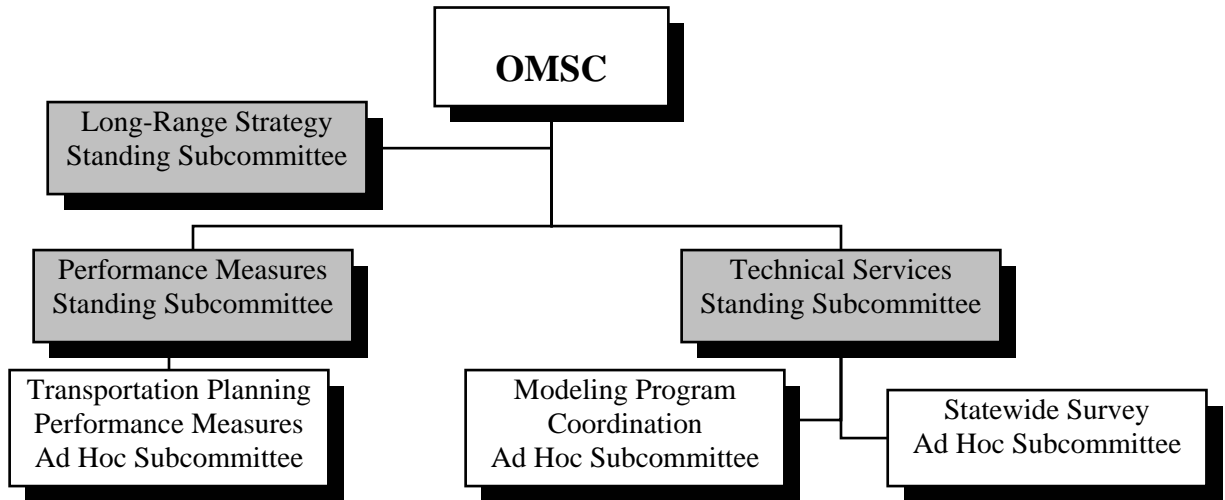 OMSC
Long-Range Strategy
Standing Subcommittee
Performance Measures
Standing Subcommittee
Technical Services
Standing Subcommittee
Transportation Planning
Performance Measures
Ad Hoc Subcommittee
Modeling Program
Coordination
Ad Hoc Subcommittee
Statewide Survey
Ad Hoc Subcommittee